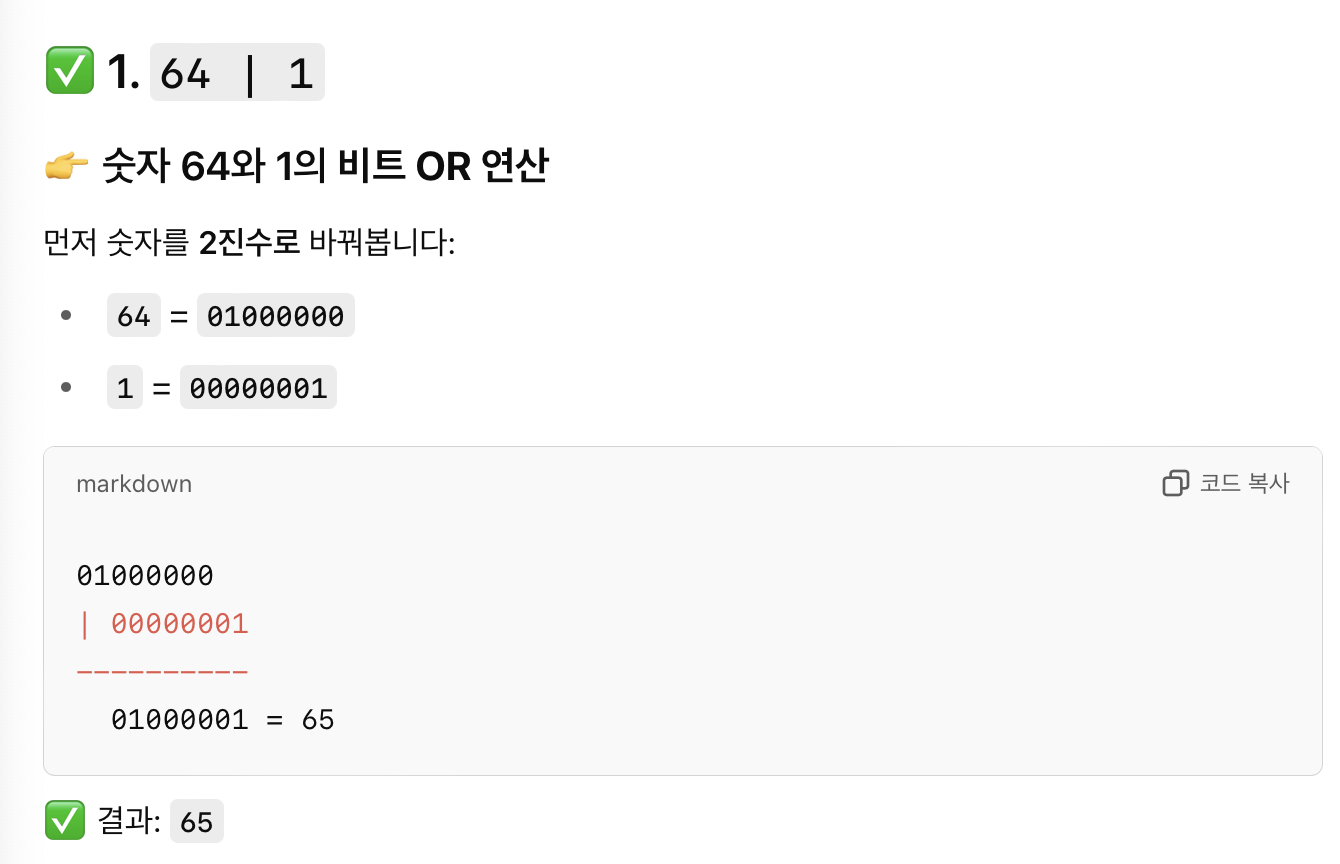 ✅ 1. 64 | 1
👉 숫자 64와 1의 비트 OR 연산
먼저 숫자를 2진수로 바꿔봅니다:
• 64 = 01000000
• 1 = 00000001
markdown 코드 복사
01000000
| 00000001
----------
01000001 = 65
✅ 결과: 65